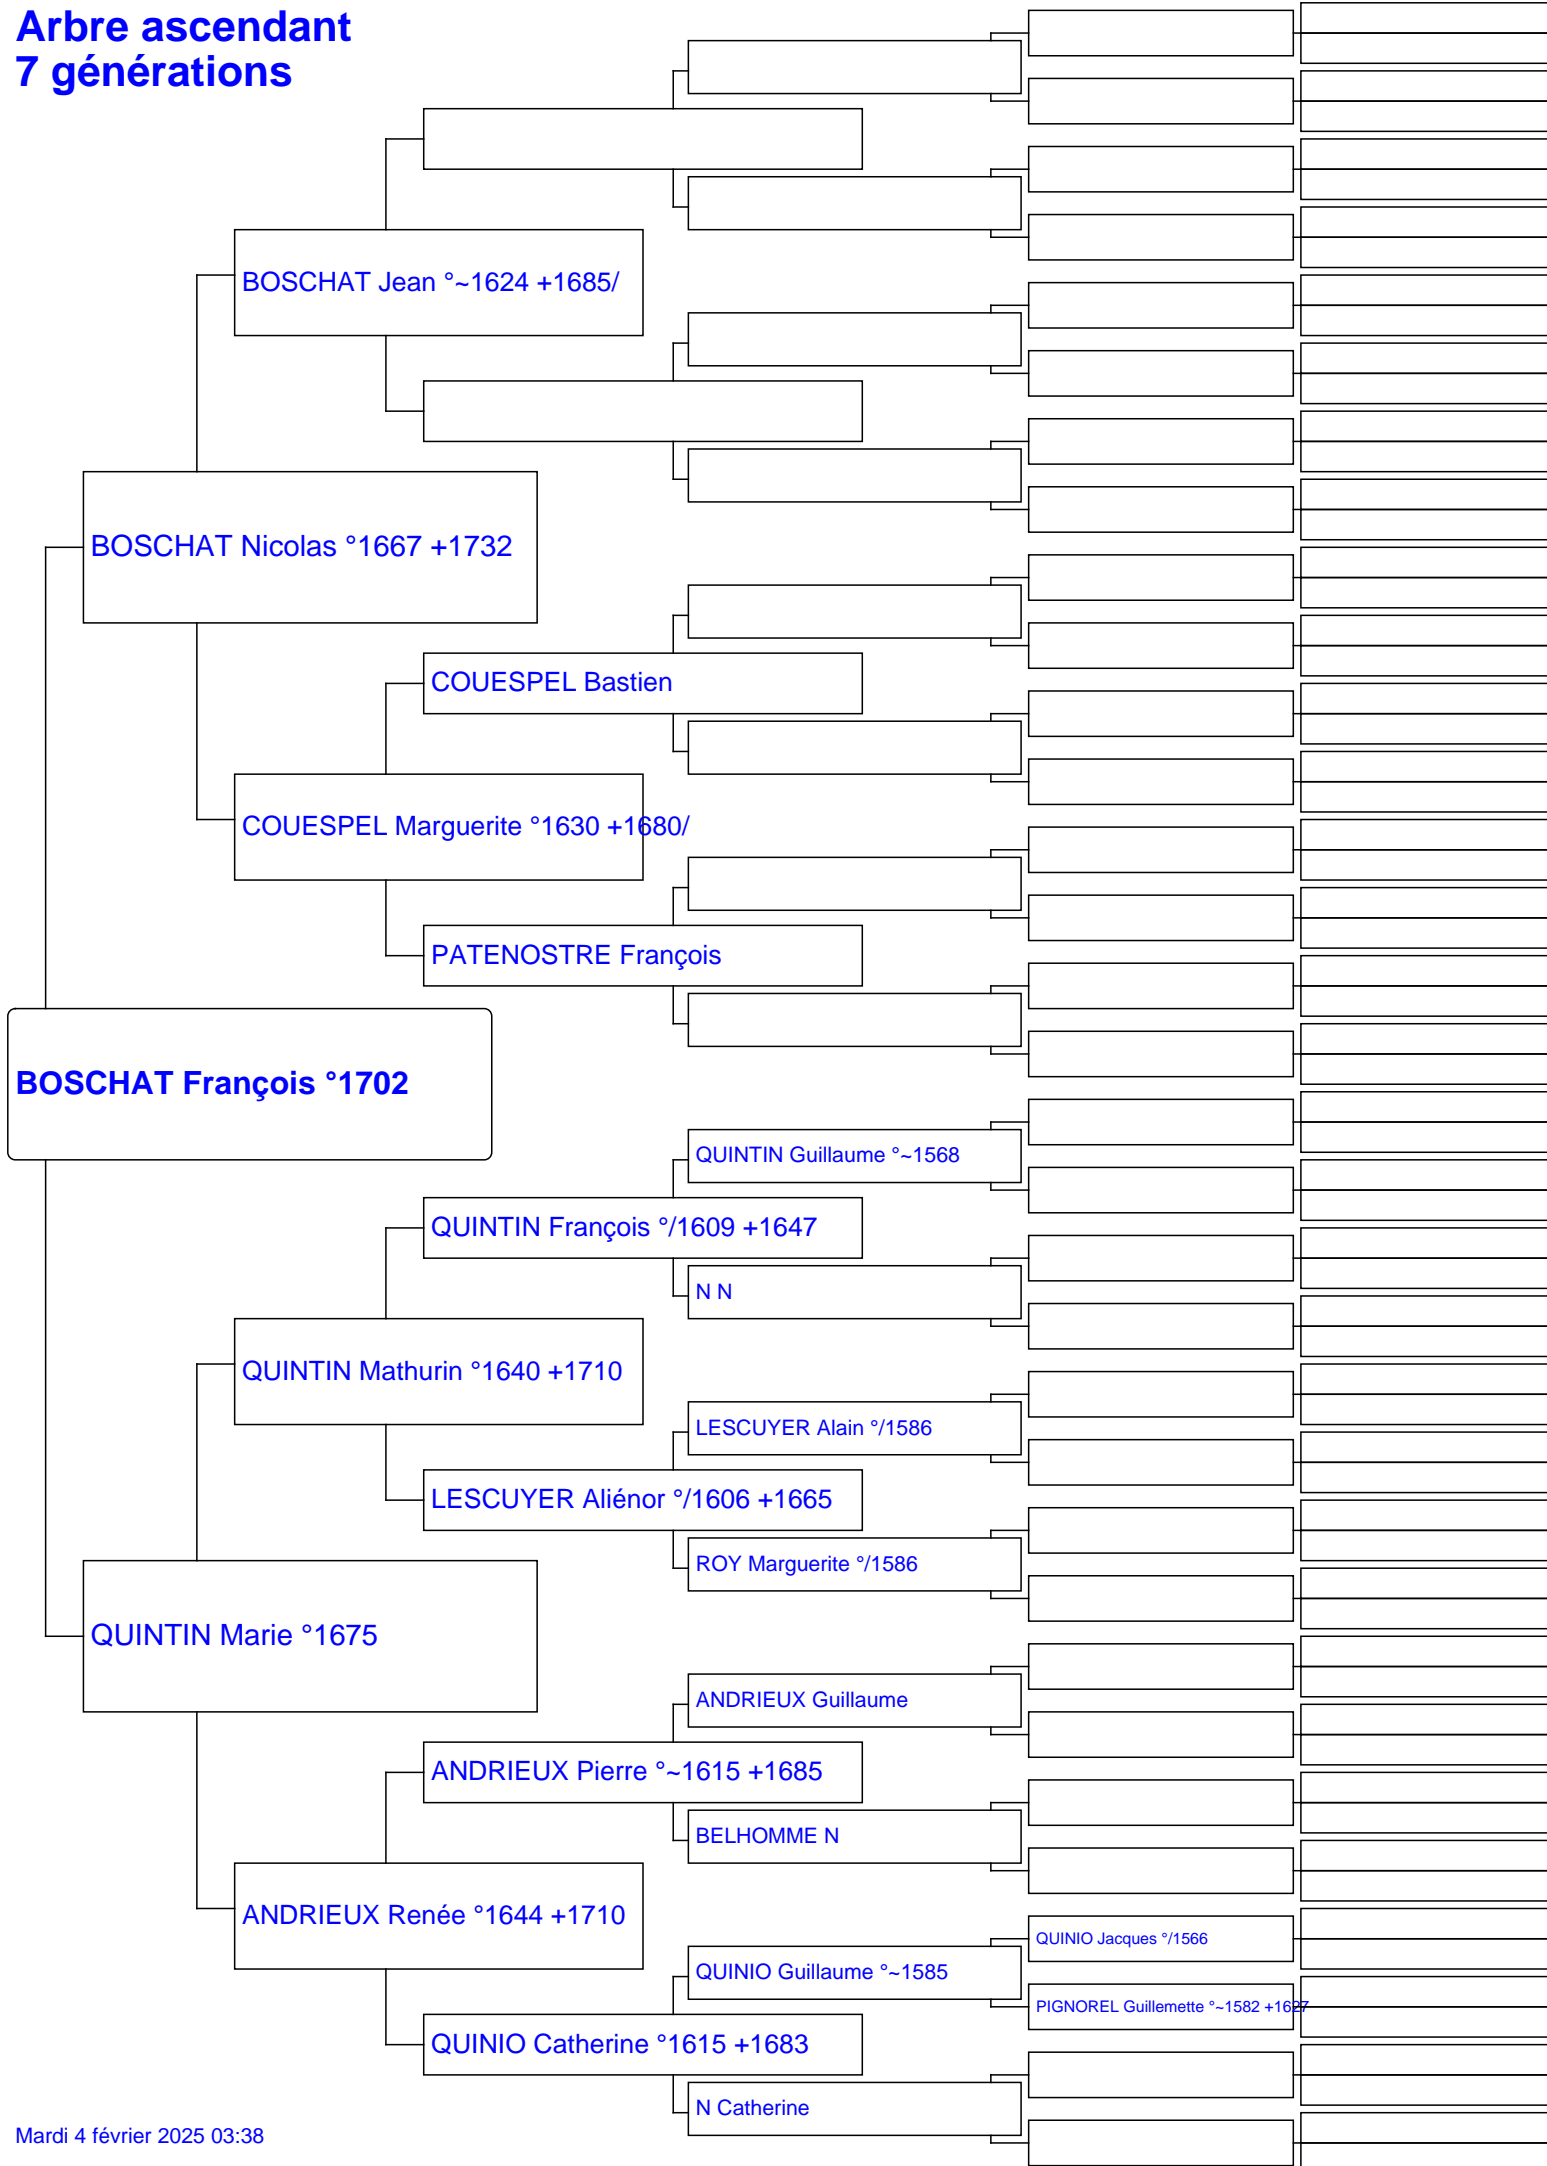 Arbre ascendant
7 générations
BOSCHAT Jean °~1624 +1685/
BOSCHAT Nicolas °1667 +1732
COUESPEL Bastien
COUESPEL Marguerite °1630 +1680/
PATENOSTRE François
BOSCHAT François °1702
QUINTIN Guillaume °~1568
QUINTIN François °/1609 +1647
N N
QUINTIN Mathurin °1640 +1710
LESCUYER Alain °/1586
LESCUYER Aliénor °/1606 +1665
ROY Marguerite °/1586
QUINTIN Marie °1675
ANDRIEUX Guillaume
ANDRIEUX Pierre °~1615 +1685
BELHOMME N
ANDRIEUX Renée °1644 +1710
QUINIO Jacques °/1566
QUINIO Guillaume °~1585
PIGNOREL Guillemette °~1582 +1627
QUINIO Catherine °1615 +1683
N Catherine
Mardi 4 février 2025 03:38